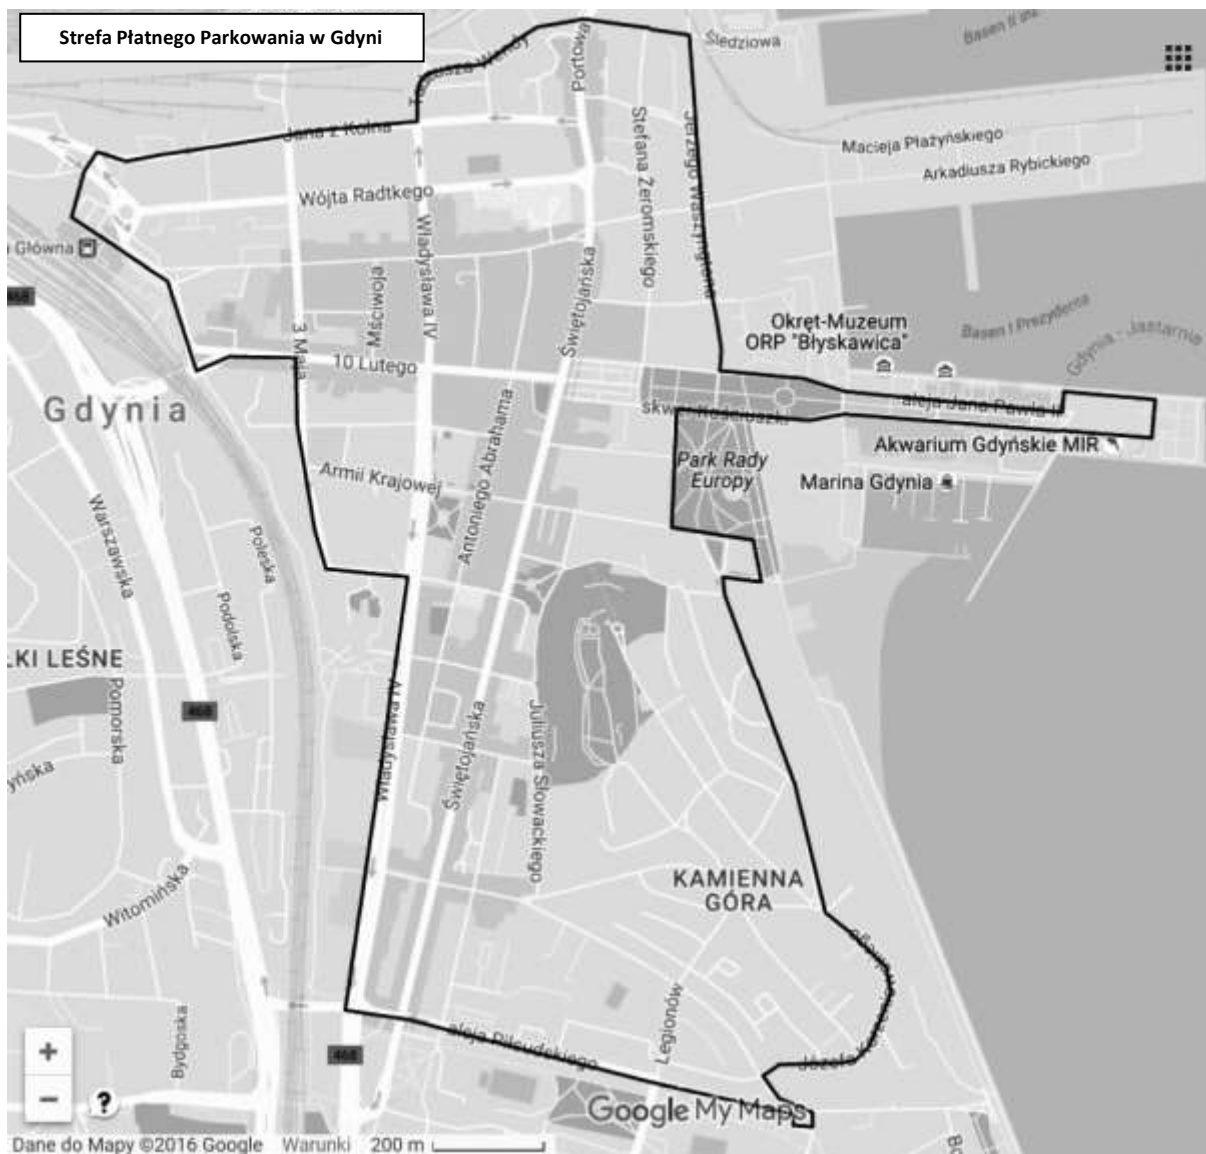 Strefa Płatnego Parkowania w Gdyni
Śledziowa
Portowa
Jana z Kolna
Stefana Żeromskiego
Jerzego Waszyngtona
Macieja Płażyńskiego
Arkadiusza Rybickiego
Wójta Radtkego
Władysława IV
Główna
Mściwoja
Świętojańska
468
3 Maja
10 Lutego
Basen I Prezydenta
Gdynia - Jastarnia
Okręt-Muzeum
ORP "Błyskawica"
Gdynia
aleja Jana Pawła II
skwer Kościuszki
Akwarium Gdyńskie MIR
Antoniego Abrahama
Armii Krajowej
Park Rady
Europy
Marina Gdynia
Warszawska
Poleska
Podolska
ŁKI LEŚNE
Pomorska
468
Władysława IV
Świętojańska
Juliusza Słowackiego
KAMIENNA
GÓRA
Witomińska
Legionów
aleja Piłsudskiego
Bydgoska
468
+
−
?
Google My Maps
Dane do Mapy ©2016 Google Warunki 200 m